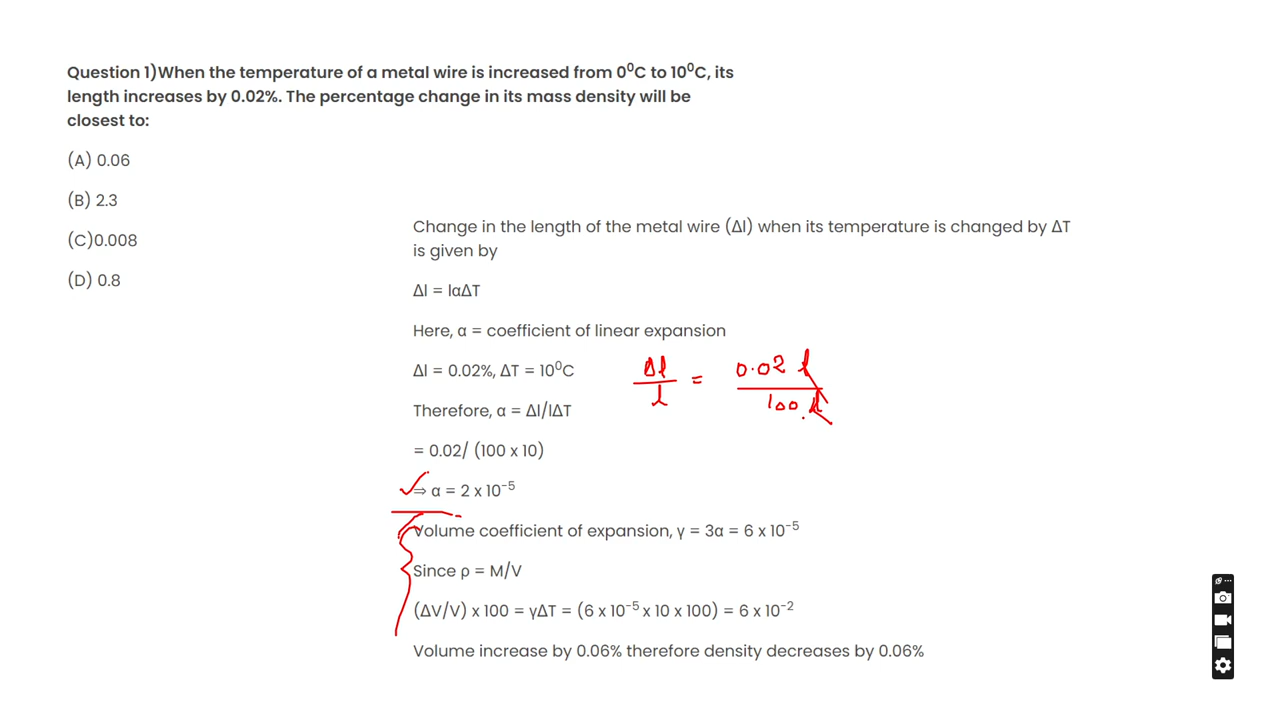 Question 1)When the temperature of a metal wire is increased from 0⁰C to 10⁰C, its
length increases by 0.02%. The percentage change in its mass density will be
closest to:
(A) 0.06
(B) 2.3
(C)0.008
(D) 0.8
Change in the length of the metal wire (Δl) when its temperature is changed by ΔT
is given by
Δl = lαΔT
Here, α = coefficient of linear expansion
Δl = 0.02%, ΔT = 10⁰C
Δl/l = 0.02 l/100 l
Therefore, α = Δl/lΔT
= 0.02/ (100 x 10)
⇒ α = 2 x 10⁻⁵
Volume coefficient of expansion, γ = 3α = 6 x 10⁻⁵
Since ρ = M/V
(ΔV/V) x 100 = γΔT = (6 x 10⁻⁵ x 10 x 100) = 6 x 10⁻²
Volume increase by 0.06% therefore density decreases by 0.06%